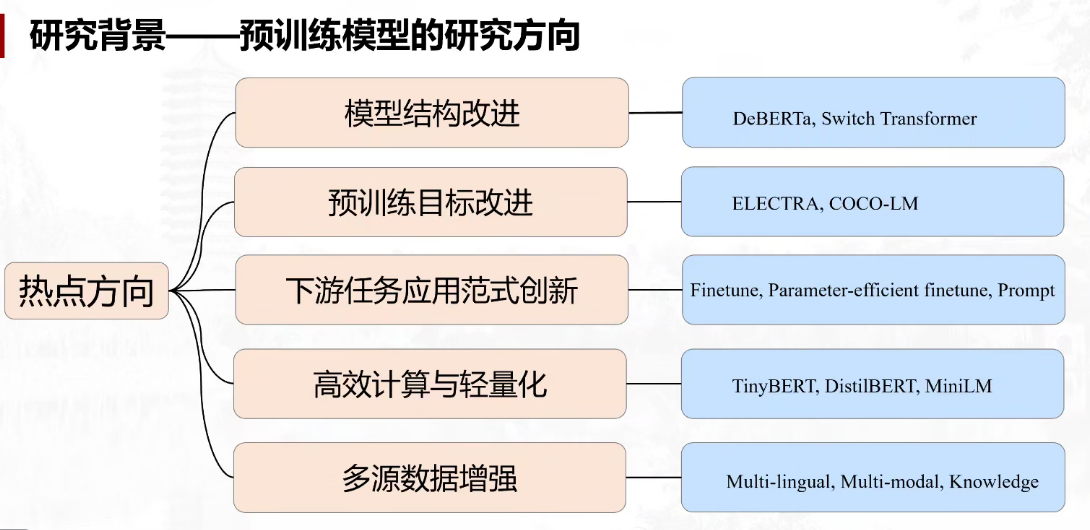 研究背景——预训练模型的研究方向
模型结构改进
DeBERTa, Switch Transformer
预训练目标改进
ELECTRA, COCO-LM
热点方向
下游任务应用范式创新
Finetune, Parameter-efficient finetune, Prompt
高效计算与轻量化
TinyBERT, DistilBERT, MiniLM
多源数据增强
Multi-lingual, Multi-modal, Knowledge